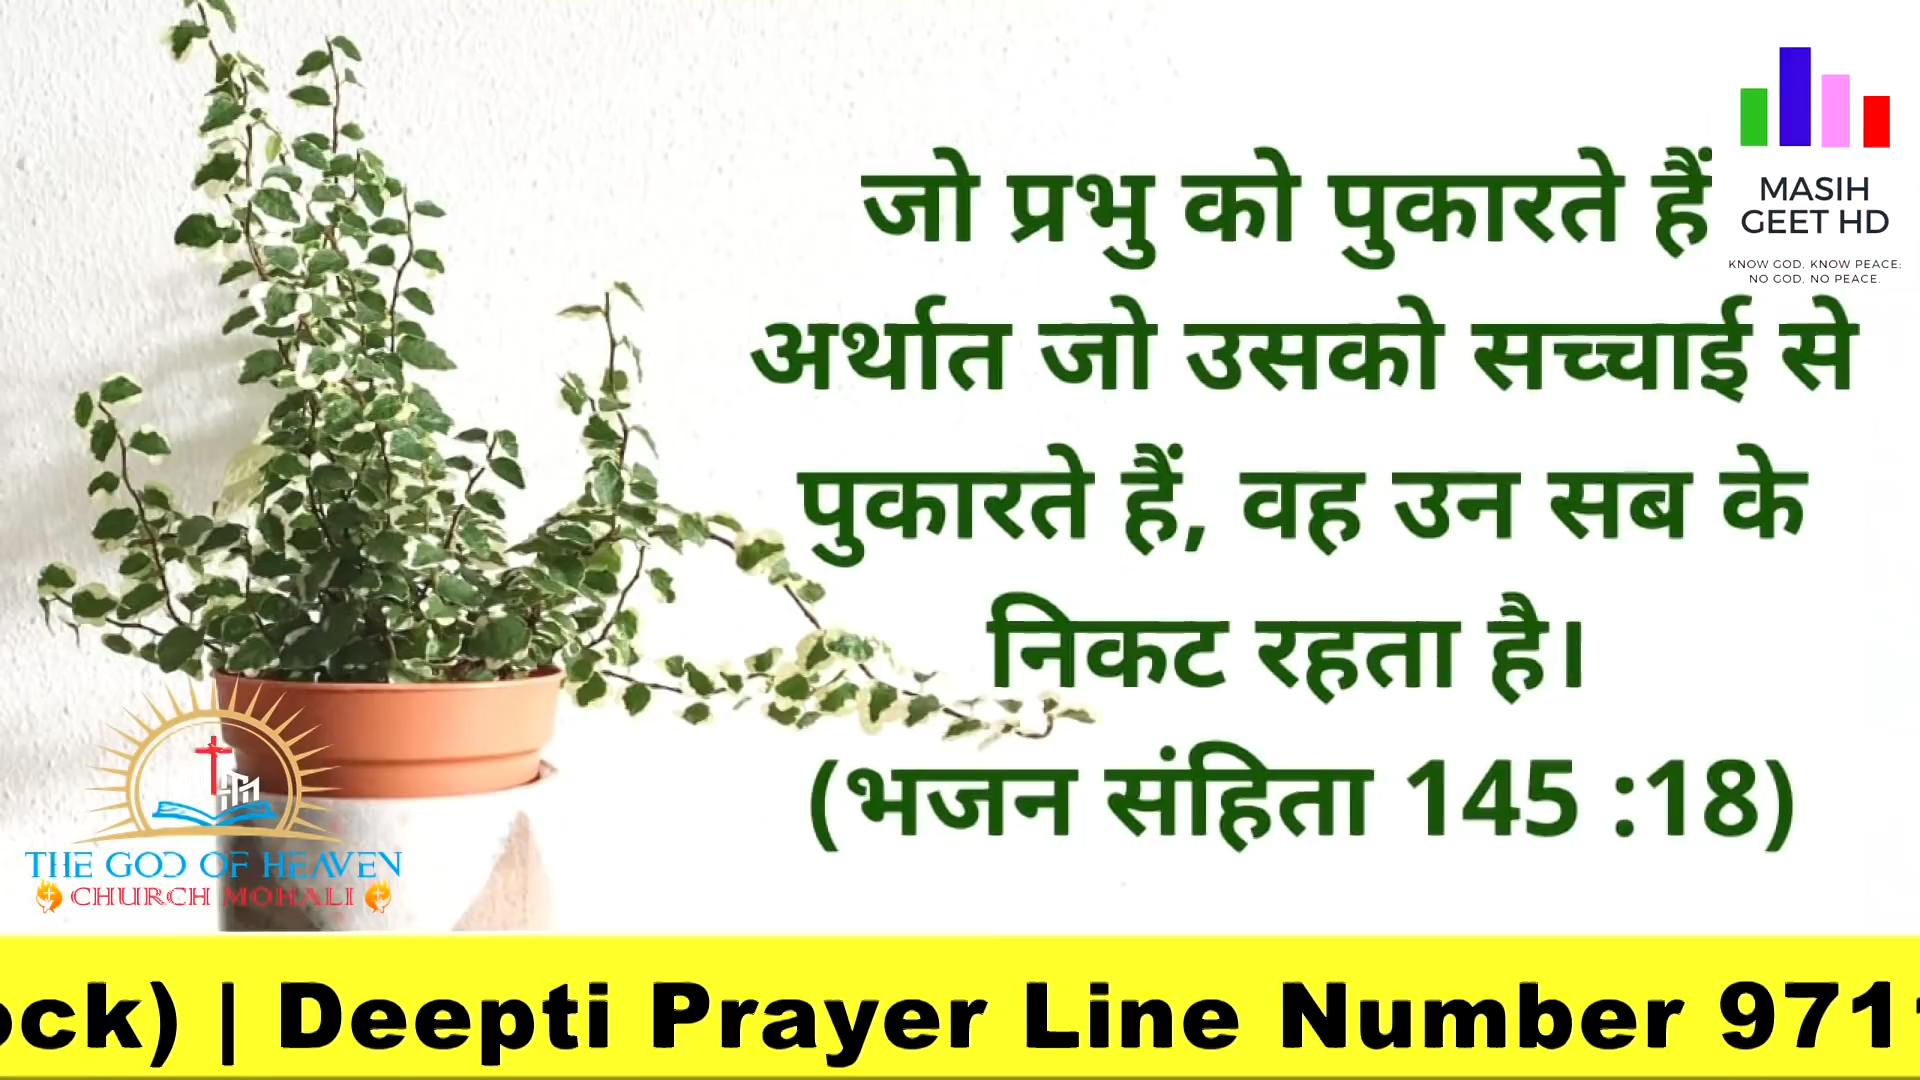 जो प्रभु को पुकारते हैं
अर्थात जो उसको सच्चाई से
पुकारते हैं, वह उन सब के
निकट रहता है।
(भजन संहिता 145 :18)
MASIH
GEET HD
KNOW GOD, KNOW PEACE;
NO GOD, NO PEACE.
THE GOD OF HEAVEN
CHURCH MOHALI
ock) | Deepti Prayer Line Number 971